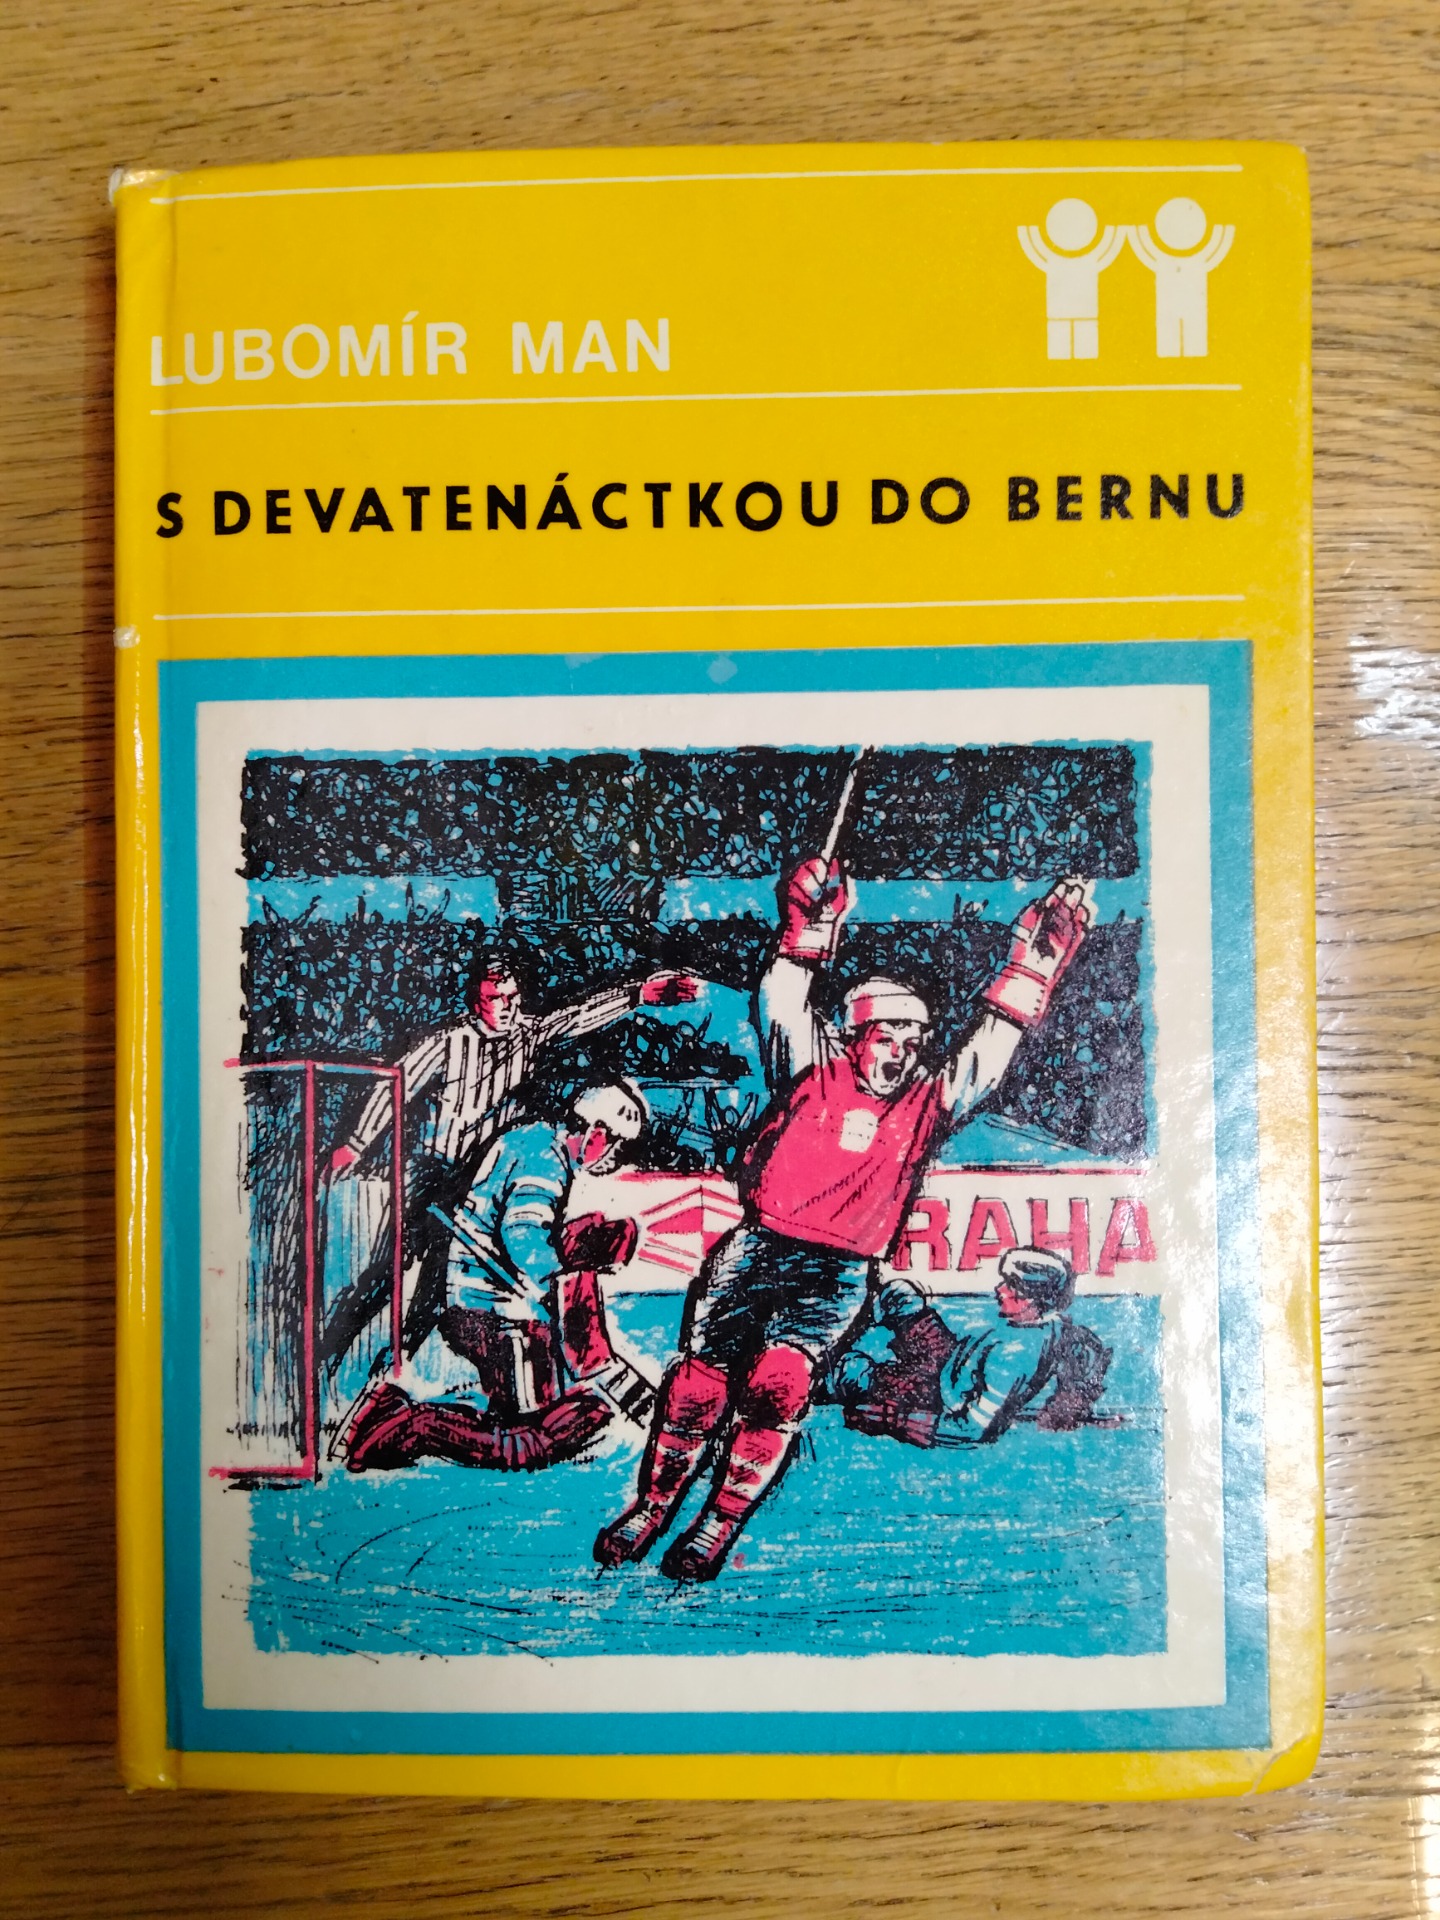 LUBOMÍR MAN
S DEVATENÁCTKOU DO BERNU
RAHA